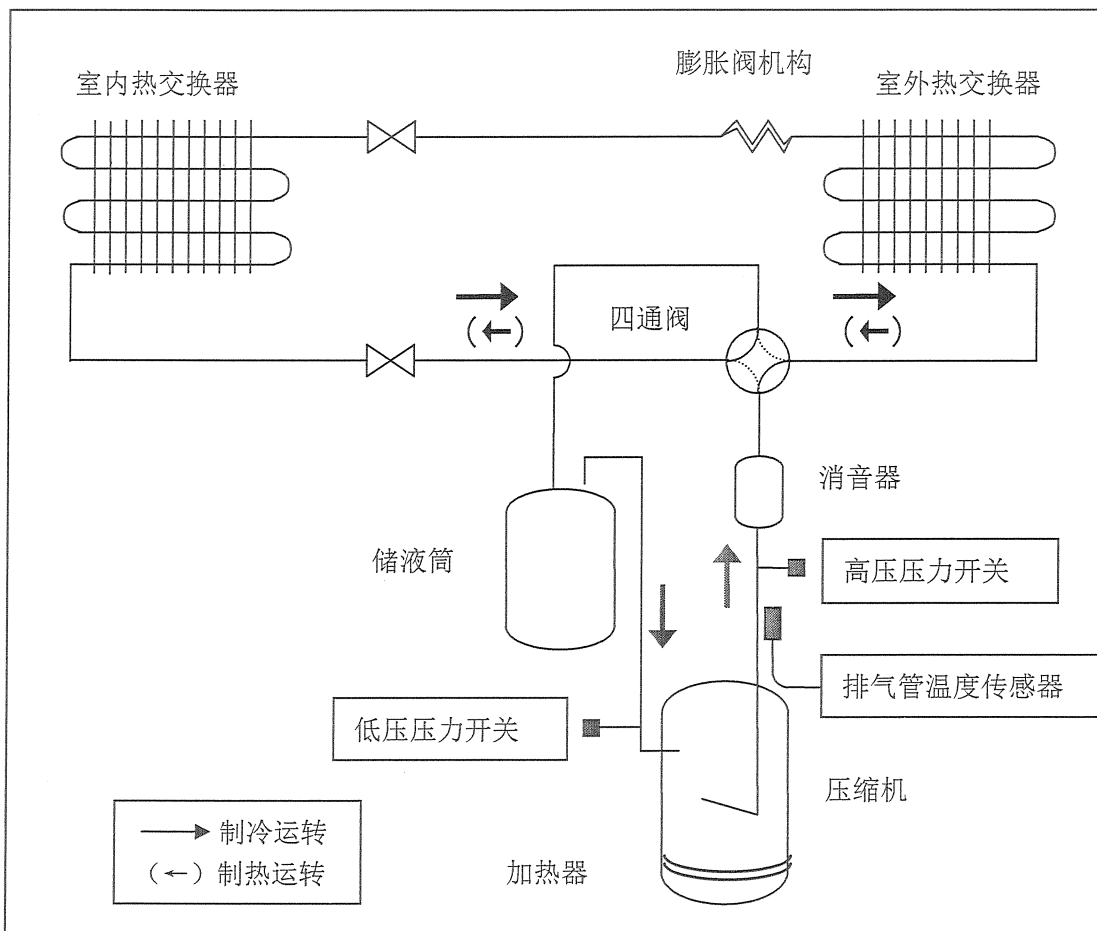 膨胀阀机构
室内热交换器
室外热交换器
四通阀
消音器
储液筒
高压压力开关
排气管温度传感器
低压压力开关
压缩机
制冷运转
(←) 制热运转
加热器